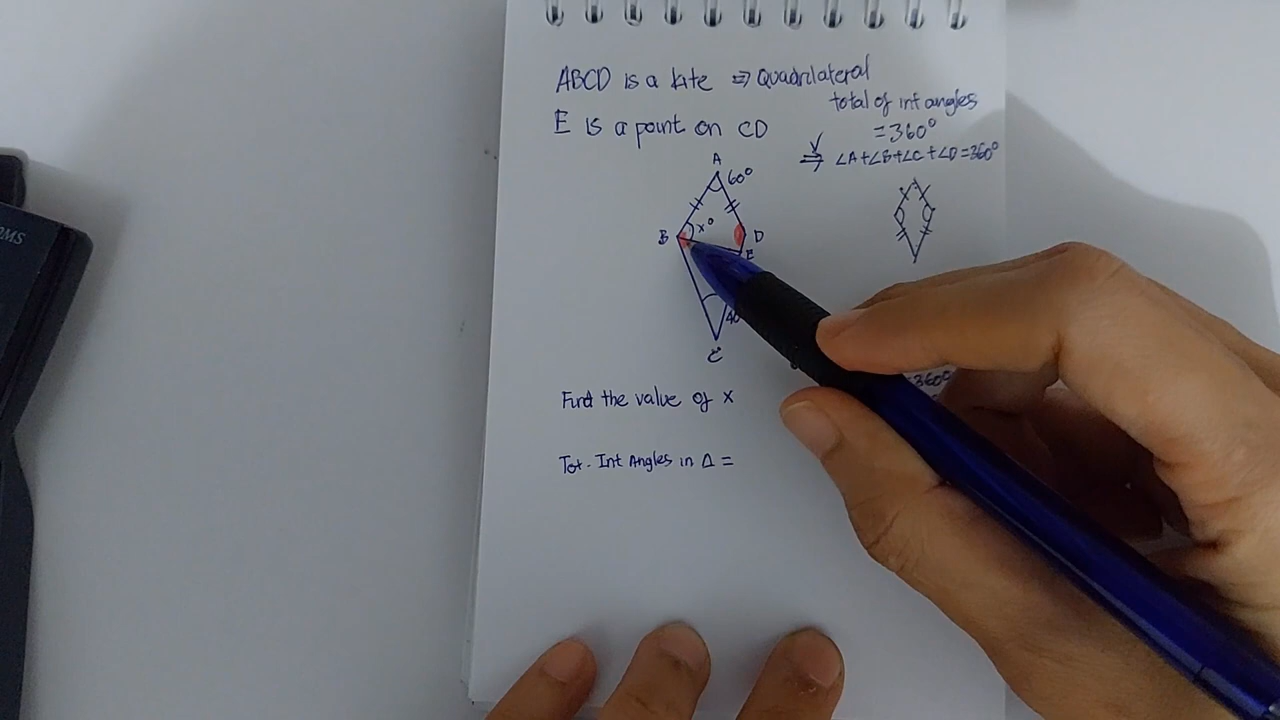 ABCD is a kite ⇒ Quadrilateral
total of int angles
= 360°
E is a point on CD
⇒ ∠A+∠B+∠C+∠D=360°
A
60°
B
x°
D
E
40
C
=360°
Find the value of x
Tot. Int Angles in Δ =